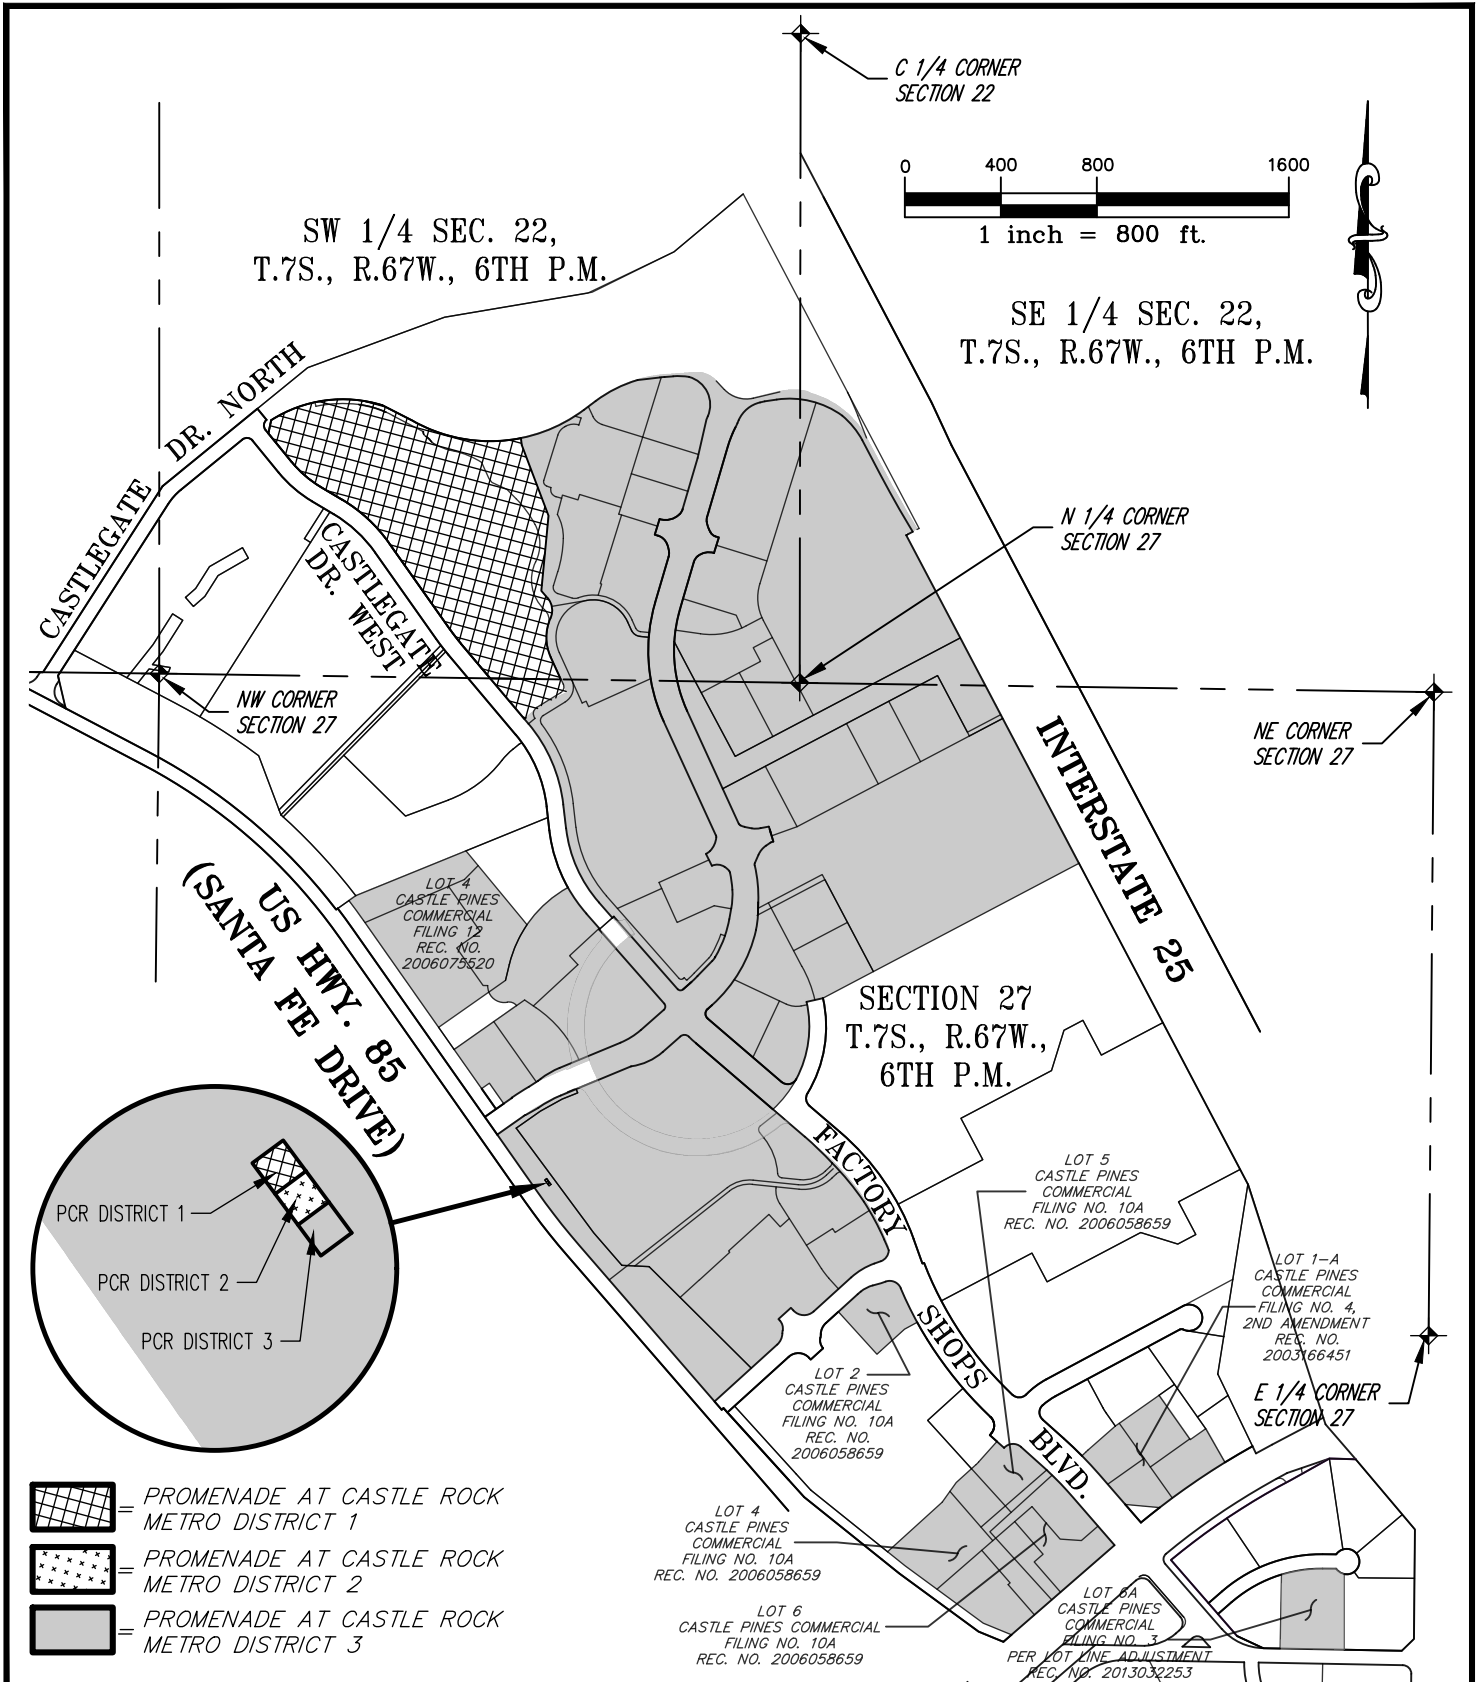 C 1/4 CORNER
SECTION 22
0 400 800 1600
1 inch = 800 ft.
SW 1/4 SEC. 22,
T.7S., R.67W., 6TH P.M.
SE 1/4 SEC. 22,
T.7S., R.67W., 6TH P.M.
CASTLEGATE DR. NORTH
CASTLEGATE
DR. WEST
N 1/4 CORNER
SECTION 27
NW CORNER
SECTION 27
NE CORNER
SECTION 27
INTERSTATE 25
US HWY. 85
(SANTA FE DRIVE)
LOT 4
CASTLE PINES
COMMERCIAL
FILING 12
REC. NO.
2006075520
SECTION 27
T.7S., R.67W.,
6TH P.M.
FACTORY SHOPS BLVD.
LOT 5
CASTLE PINES
COMMERCIAL
FILING NO. 10A
REC. NO. 2006058659
PCR DISTRICT 1
PCR DISTRICT 2
PCR DISTRICT 3
LOT 1-A
CASTLE PINES
COMMERCIAL
FILING NO. 4,
2ND AMENDMENT
REC. NO.
2003166451
E 1/4 CORNER
SECTION 27
LOT 2
CASTLE PINES
COMMERCIAL
FILING NO. 10A
REC. NO.
2006058659
LOT 4
CASTLE PINES
COMMERCIAL
FILING NO. 10A
REC. NO. 2006058659
LOT 6
CASTLE PINES COMMERCIAL
FILING NO. 10A
REC. NO. 2006058659
LOT 6A
CASTLE PINES
COMMERCIAL
FILING NO. 3
PER LOT LINE ADJUSTMENT
REC. NO. 2013032253
= PROMENADE AT CASTLE ROCK
METRO DISTRICT 1
= PROMENADE AT CASTLE ROCK
METRO DISTRICT 2
= PROMENADE AT CASTLE ROCK
METRO DISTRICT 3